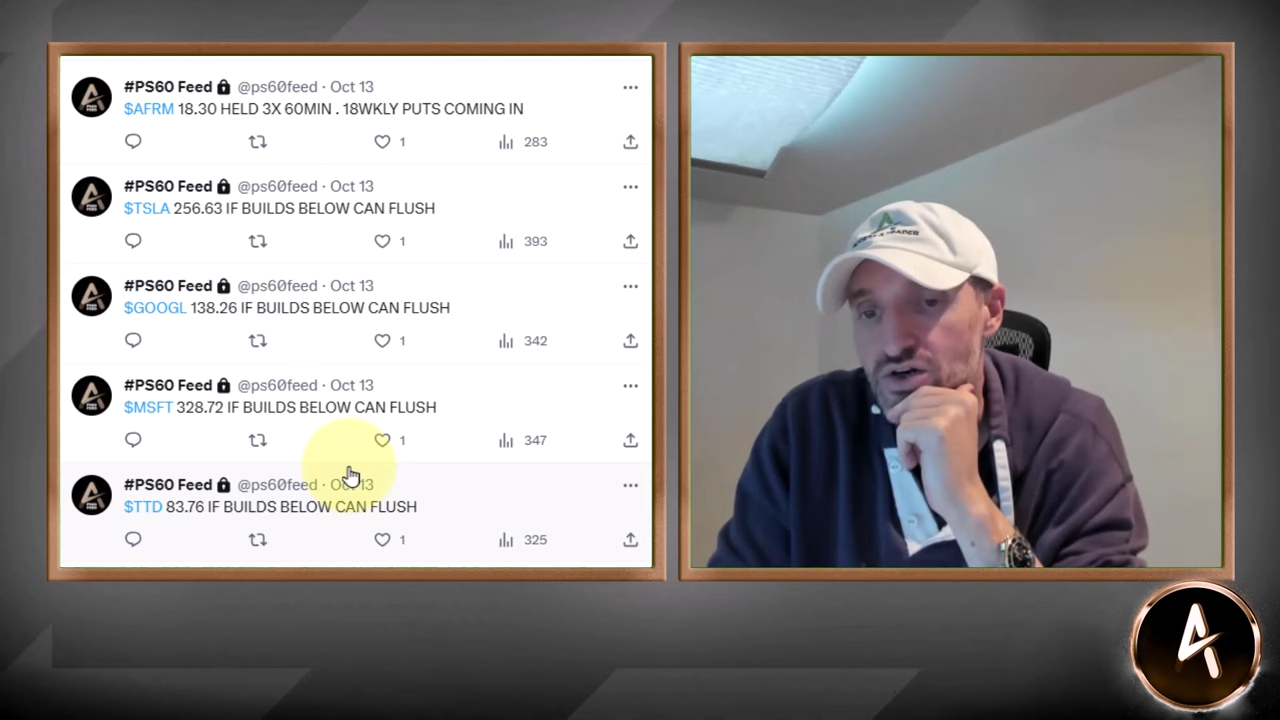 #PS60 Feed @ps60feed · Oct 13
$AFRM 18.30 HELD 3X 60MIN . 18WKLY PUTS COMING IN
1 283
#PS60 Feed @ps60feed · Oct 13
$TSLA 256.63 IF BUILDS BELOW CAN FLUSH
1 393
#PS60 Feed @ps60feed · Oct 13
$GOOGL 138.26 IF BUILDS BELOW CAN FLUSH
1 342
#PS60 Feed @ps60feed · Oct 13
$MSFT 328.72 IF BUILDS BELOW CAN FLUSH
1 347
#PS60 Feed @ps60feed · Oct 13
$TTD 83.76 IF BUILDS BELOW CAN FLUSH
1 325